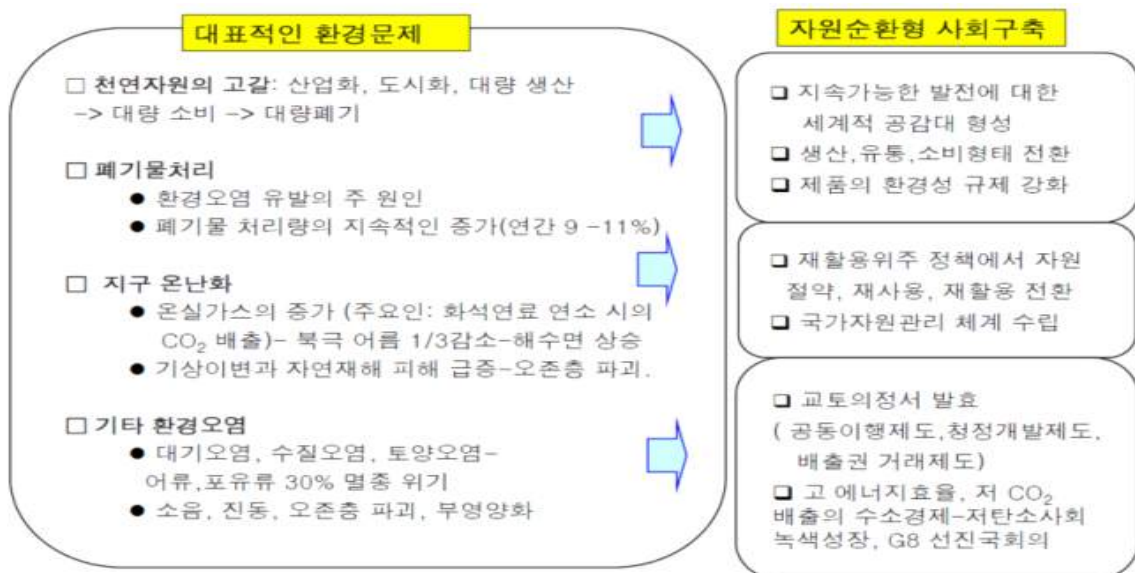 대표적인 환경문제
□ 천연자원의 고갈: 산업화, 도시화, 대량 생산
-> 대량 소비 -> 대량폐기
□ 폐기물처리
● 환경오염 유발의 주 원인
● 폐기물 처리량의 지속적인 증가(연간 9 -11%)
□ 지구 온난화
● 온실가스의 증가 (주요인: 화석연료 연소 시의
CO₂ 배출)- 북극 어름 1/3감소-해수면 상승
● 기상이변과 자연재해 피해 급증-오존층 파괴.
□ 기타 환경오염
● 대기오염, 수질오염, 토양오염-
어류,포유류 30% 멸종 위기
● 소음, 진동, 오존층 파괴, 부영양화
자원순환형 사회구축
❑ 지속가능한 발전에 대한
세계적 공감대 형성
❑ 생산,유통,소비형태 전환
❑ 제품의 환경성 규제 강화
❑ 재활용위주 정책에서 자원
절약, 재사용, 재활용 전환
❑ 국가자원관리 체계 수립
❑ 교토의정서 발효
( 공동이행제도,청정개발제도,
배출권 거래제도)
❑ 고 에너지효율, 저 CO₂
배출의 수소경제-저탄소사회
녹색성장, G8 선진국회의